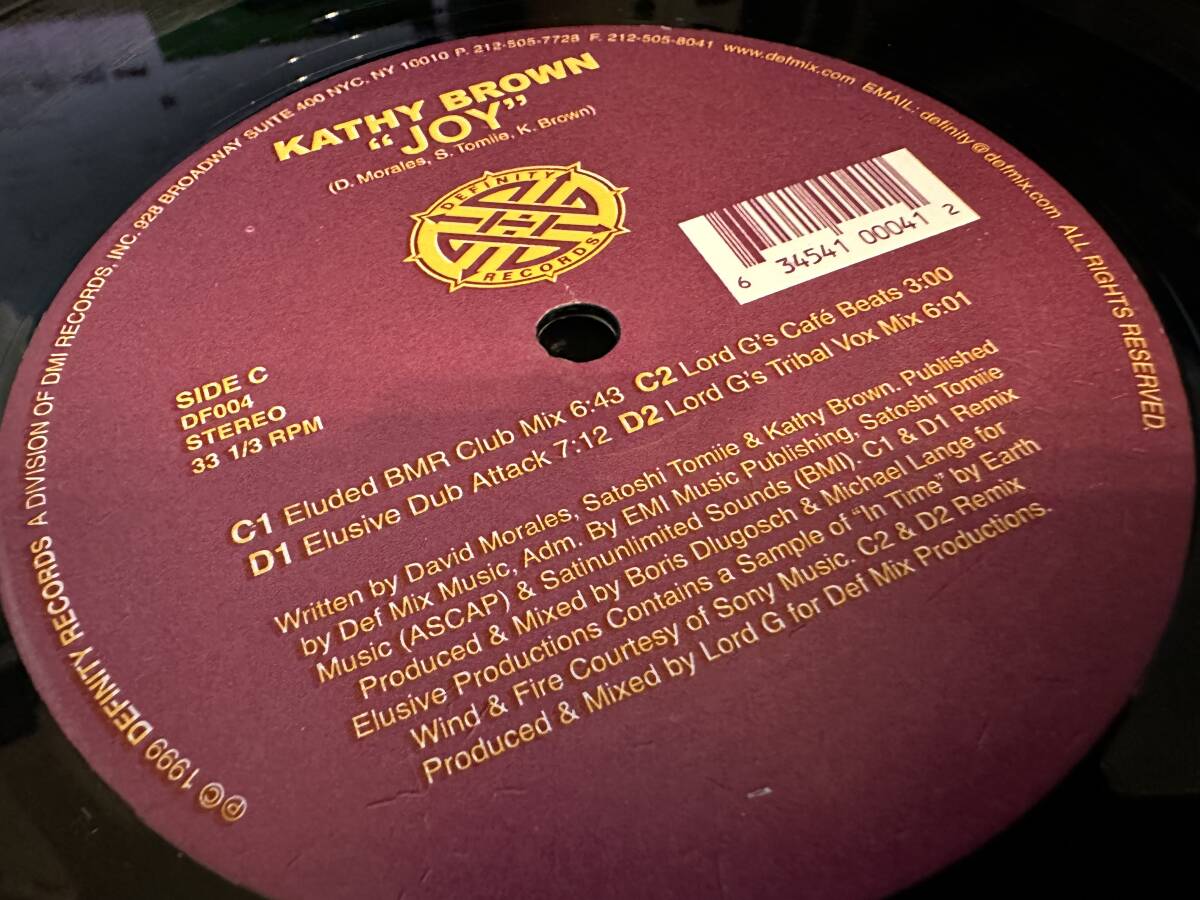 ℗© 1999 DEFINITY RECORDS A DIVISION OF DMI RECORDS, INC. 928 BROADWAY SUITE 400 NYC. NY 10010 P. 212-505-7728 F. 212-505-8041 www.defmix.com EMAIL: definity@defmix.com ALL RIGHTS RESERVED.
KATHY BROWN
“JOY”
(D. Morales, S. Tomiie, K. Brown)
DEFINITY
RECORDS
6 34541 00041 2
SIDE C
DF004
STEREO
33 1/3 RPM
C1 Eluded BMR Club Mix 6:43 C2 Lord G's Café Beats 3:00
D1 Elusive Dub Attack 7:12 D2 Lord G's Tribal Vox Mix 6:01
Written by David Morales, Satoshi Tomiie & Kathy Brown. Published
by Def Mix Music, Adm. By EMI Music Publishing, Satoshi Tomiie
Music (ASCAP) & Satinunlimited Sounds (BMI). C1 & D1 Remix
Produced & Mixed by Boris Dlugosch & Michael Lange for
Elusive Productions Contains a Sample of "In Time" by Earth
Wind & Fire Courtesy of Sony Music. C2 & D2 Remix
Produced & Mixed by Lord G for Def Mix Productions.